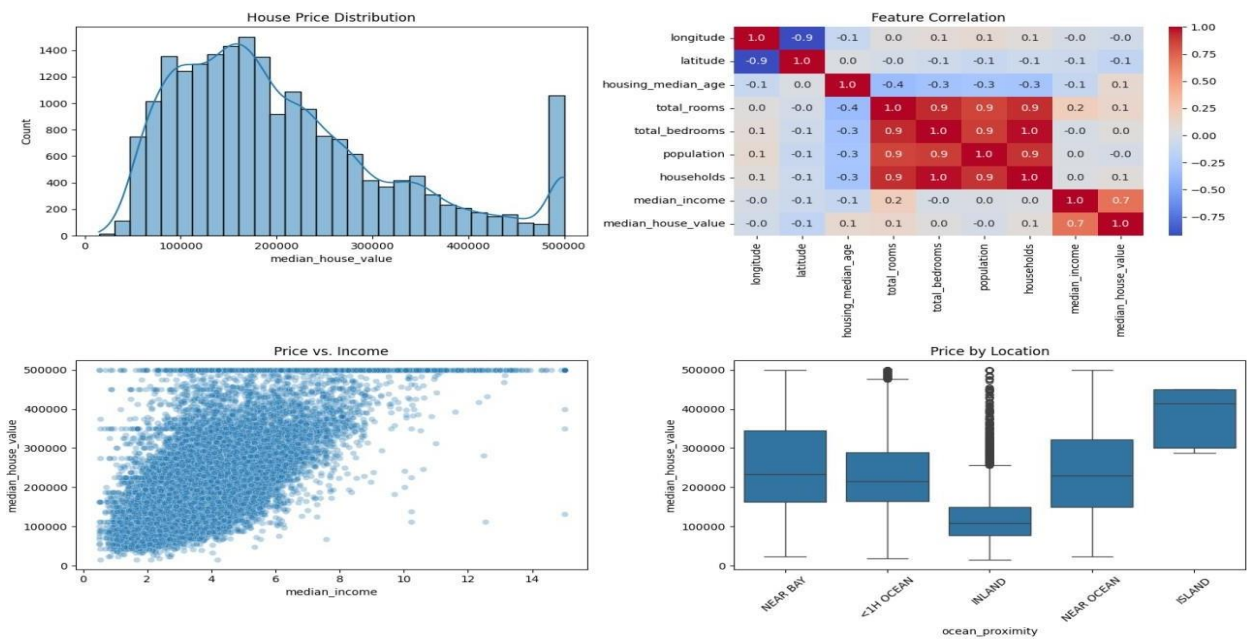 House Price Distribution
1400
1200
1000
800
600
400
200
0
Count
0 100000 200000 300000 400000 500000
median_house_value
Feature Correlation
longitude 1.0 -0.9 -0.1 0.0 0.1 0.1 0.1 -0.0 -0.0
latitude -0.9 1.0 0.0 -0.0 -0.1 -0.1 -0.1 -0.1 -0.1
housing_median_age -0.1 0.0 1.0 -0.4 -0.3 -0.3 -0.3 -0.1 0.1
total_rooms 0.0 -0.0 -0.4 1.0 0.9 0.9 0.9 0.2 0.1
total_bedrooms 0.1 -0.1 -0.3 0.9 1.0 0.9 1.0 -0.0 0.0
population 0.1 -0.1 -0.3 0.9 0.9 1.0 0.9 0.0 -0.0
households 0.1 -0.1 -0.3 0.9 1.0 0.9 1.0 0.0 0.1
median_income -0.0 -0.1 -0.1 0.2 -0.0 0.0 0.0 1.0 0.7
median_house_value -0.0 -0.1 0.1 0.1 0.0 -0.0 0.1 0.7 1.0
longitude
latitude
housing_median_age
total_rooms
total_bedrooms
population
households
median_income
median_house_value
1.00
0.75
0.50
0.25
0.00
−0.25
−0.50
−0.75
Price vs. Income
500000
400000
300000
200000
100000
0
median_house_value
0 2 4 6 8 10 12 14
median_income
Price by Location
500000
400000
300000
200000
100000
0
median_house_value
NEAR BAY
<1H OCEAN
INLAND
NEAR OCEAN
ISLAND
ocean_proximity